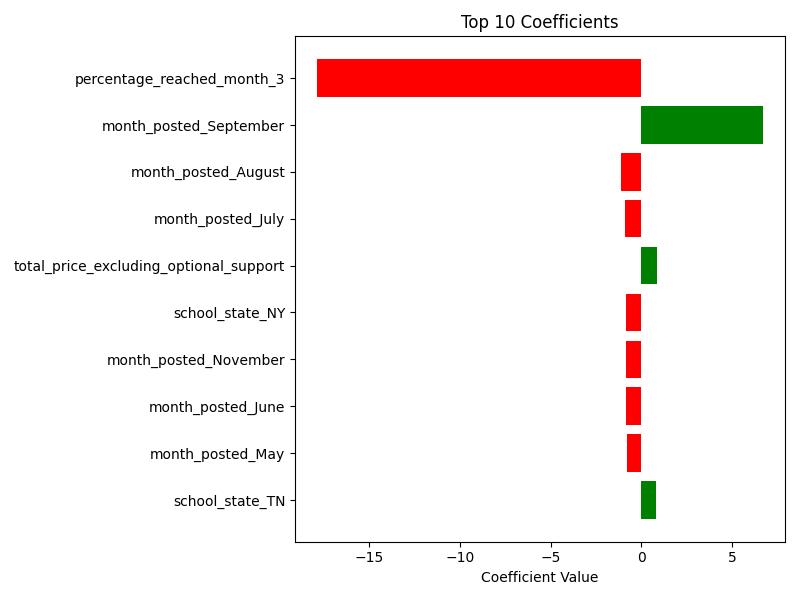 Top 10 Coefficients
percentage_reached_month_3
month_posted_September
month_posted_August
month_posted_July
total_price_excluding_optional_support
school_state_NY
month_posted_November
month_posted_June
month_posted_May
school_state_TN
−15
−10
−5
0
5
Coefficient Value